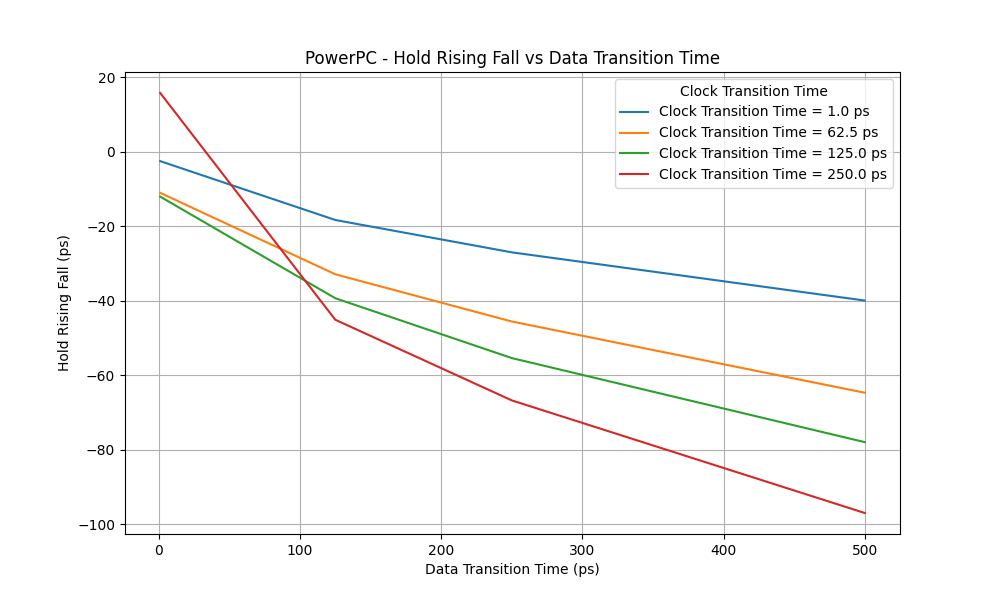 PowerPC - Hold Rising Fall vs Data Transition Time
Clock Transition Time
Clock Transition Time = 1.0 ps
Clock Transition Time = 62.5 ps
Clock Transition Time = 125.0 ps
Clock Transition Time = 250.0 ps
Hold Rising Fall (ps)
20
0
−20
−40
−60
−80
−100
0 100 200 300 400 500
Data Transition Time (ps)